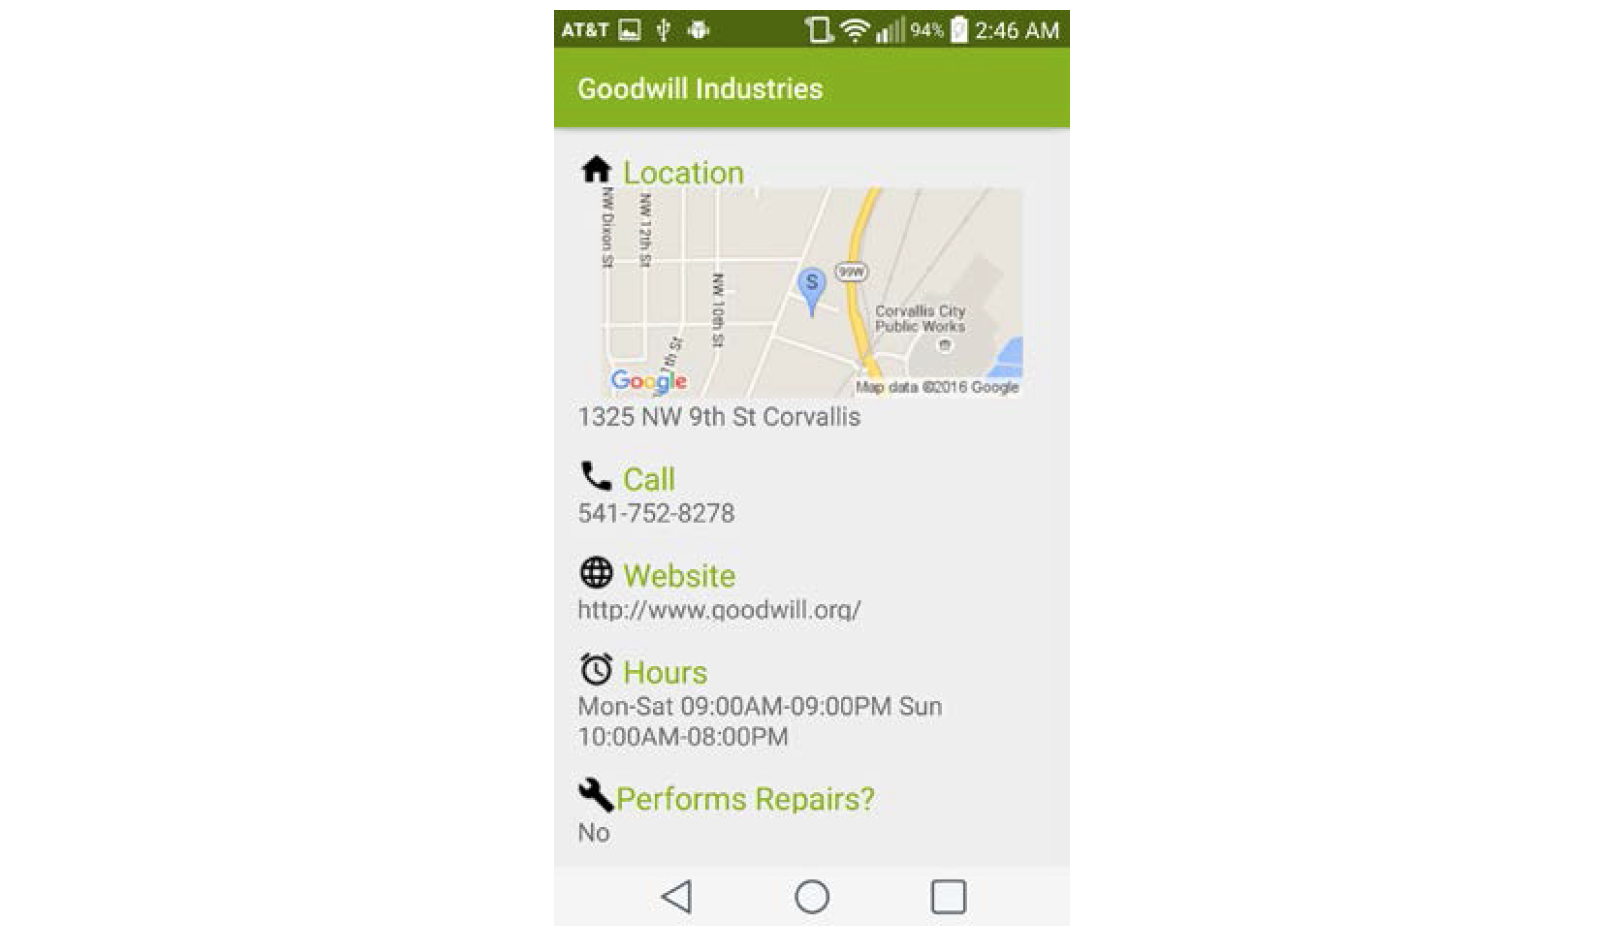 AT&T 94% 2:46 AM
Goodwill Industries
Location
NW Dixon St
NW 12th St
NW 10th St
99W
S
Corvallis City
Public Works
7th St
Google
Map data ©2016 Google
1325 NW 9th St Corvallis
Call
541-752-8278
Website
http://www.goodwill.org/
Hours
Mon-Sat 09:00AM-09:00PM Sun
10:00AM-08:00PM
Performs Repairs?
No